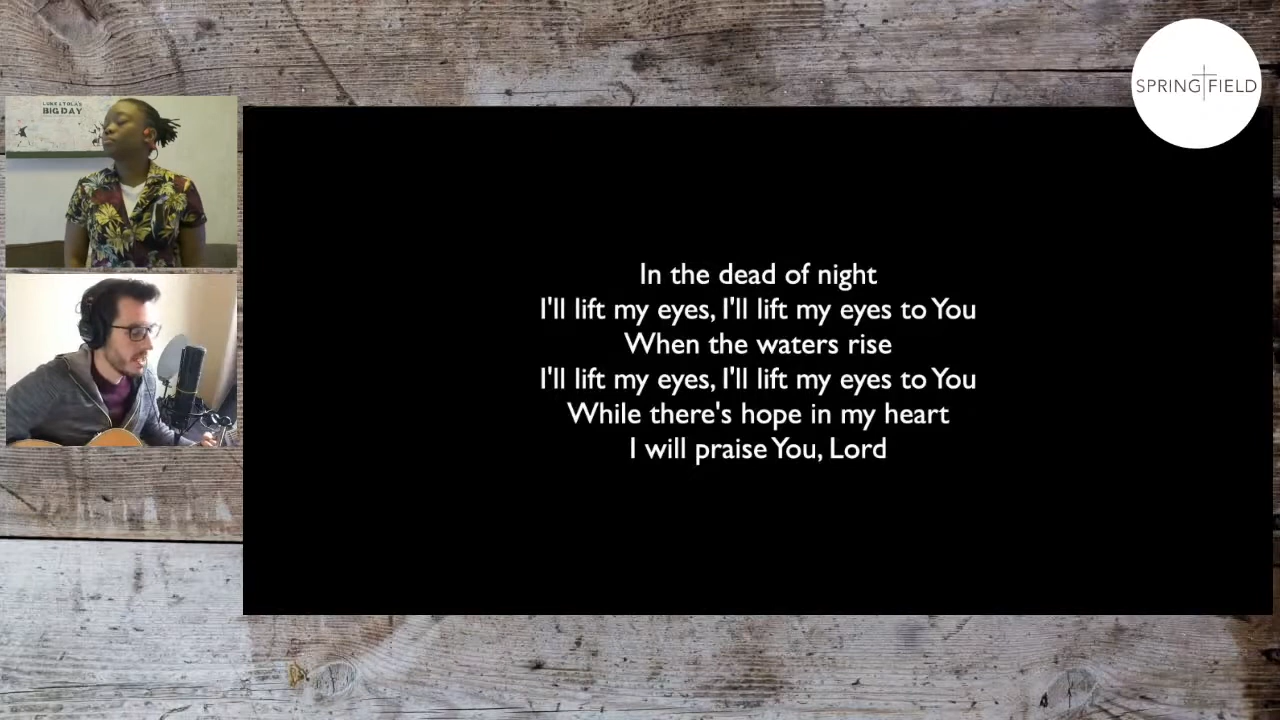 SPRINGFIELD
BIG DAY
In the dead of night
I'll lift my eyes, I'll lift my eyes to You
When the waters rise
I'll lift my eyes, I'll lift my eyes to You
While there's hope in my heart
I will praise You, Lord